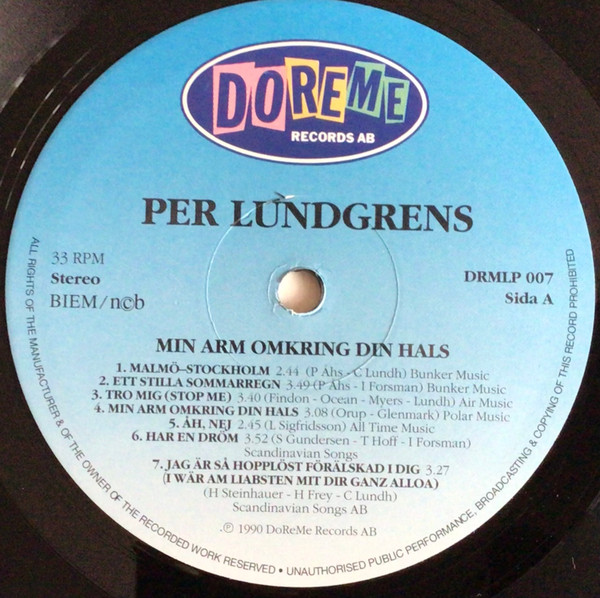 DOREME
RECORDS AB
PER LUNDGRENS
33 RPM
Stereo
BIEM/n©b
DRMLP 007
Sida A
MIN ARM OMKRING DIN HALS
1. MALMÖ–STOCKHOLM 2.44 (P Åhs - C Lundh) Bunker Music
2. ETT STILLA SOMMARREGN 3.49 (P Åhs - I Forsman) Bunker Music
3. TRO MIG (STOP ME) 3.40 (Findon - Ocean - Myers - Lundh) Air Music
4. MIN ARM OMKRING DIN HALS 3.08 (Orup - Glenmark) Polar Music
5. ÅH, NEJ 2.45 (L Sigfridsson) All Time Music
6. HAR EN DRÖM 3.52 (S Gundersen - T Hoff - I Forsman)
Scandinavian Songs
7. JAG ÄR SÅ HOPPLÖST FÖRÄLSKAD I DIG 3.27
(I WÄR AM LIABSTEN MIT DIR GANZ ALLOA)
(H Steinhauer - H Frey - C Lundh)
Scandinavian Songs AB
℗ 1990 DoReMe Records AB
ALL RIGHTS OF THE MANUFACTURER & OF THE OWNER OF THE RECORDED WORK RESERVED • UNAUTHORISED PUBLIC PERFORMANCE, BROADCASTING & COPYING OF THIS RECORD PROHIBITED